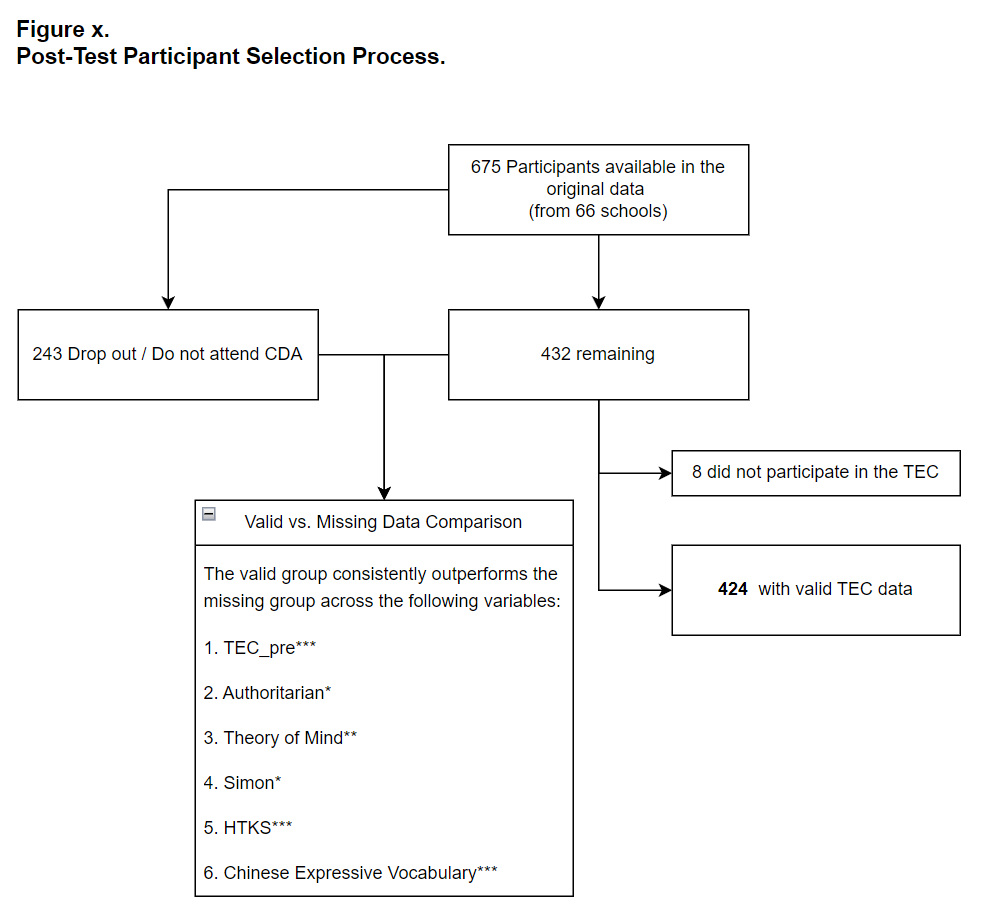 Figure x.
Post-Test Participant Selection Process.
675 Participants available in the
original data
(from 66 schools)
243 Drop out / Do not attend CDA
432 remaining
8 did not participate in the TEC
424 with valid TEC data
Valid vs. Missing Data Comparison
The valid group consistently outperforms the
missing group across the following variables:
1. TEC_pre***
2. Authoritarian*
3. Theory of Mind**
4. Simon*
5. HTKS***
6. Chinese Expressive Vocabulary***